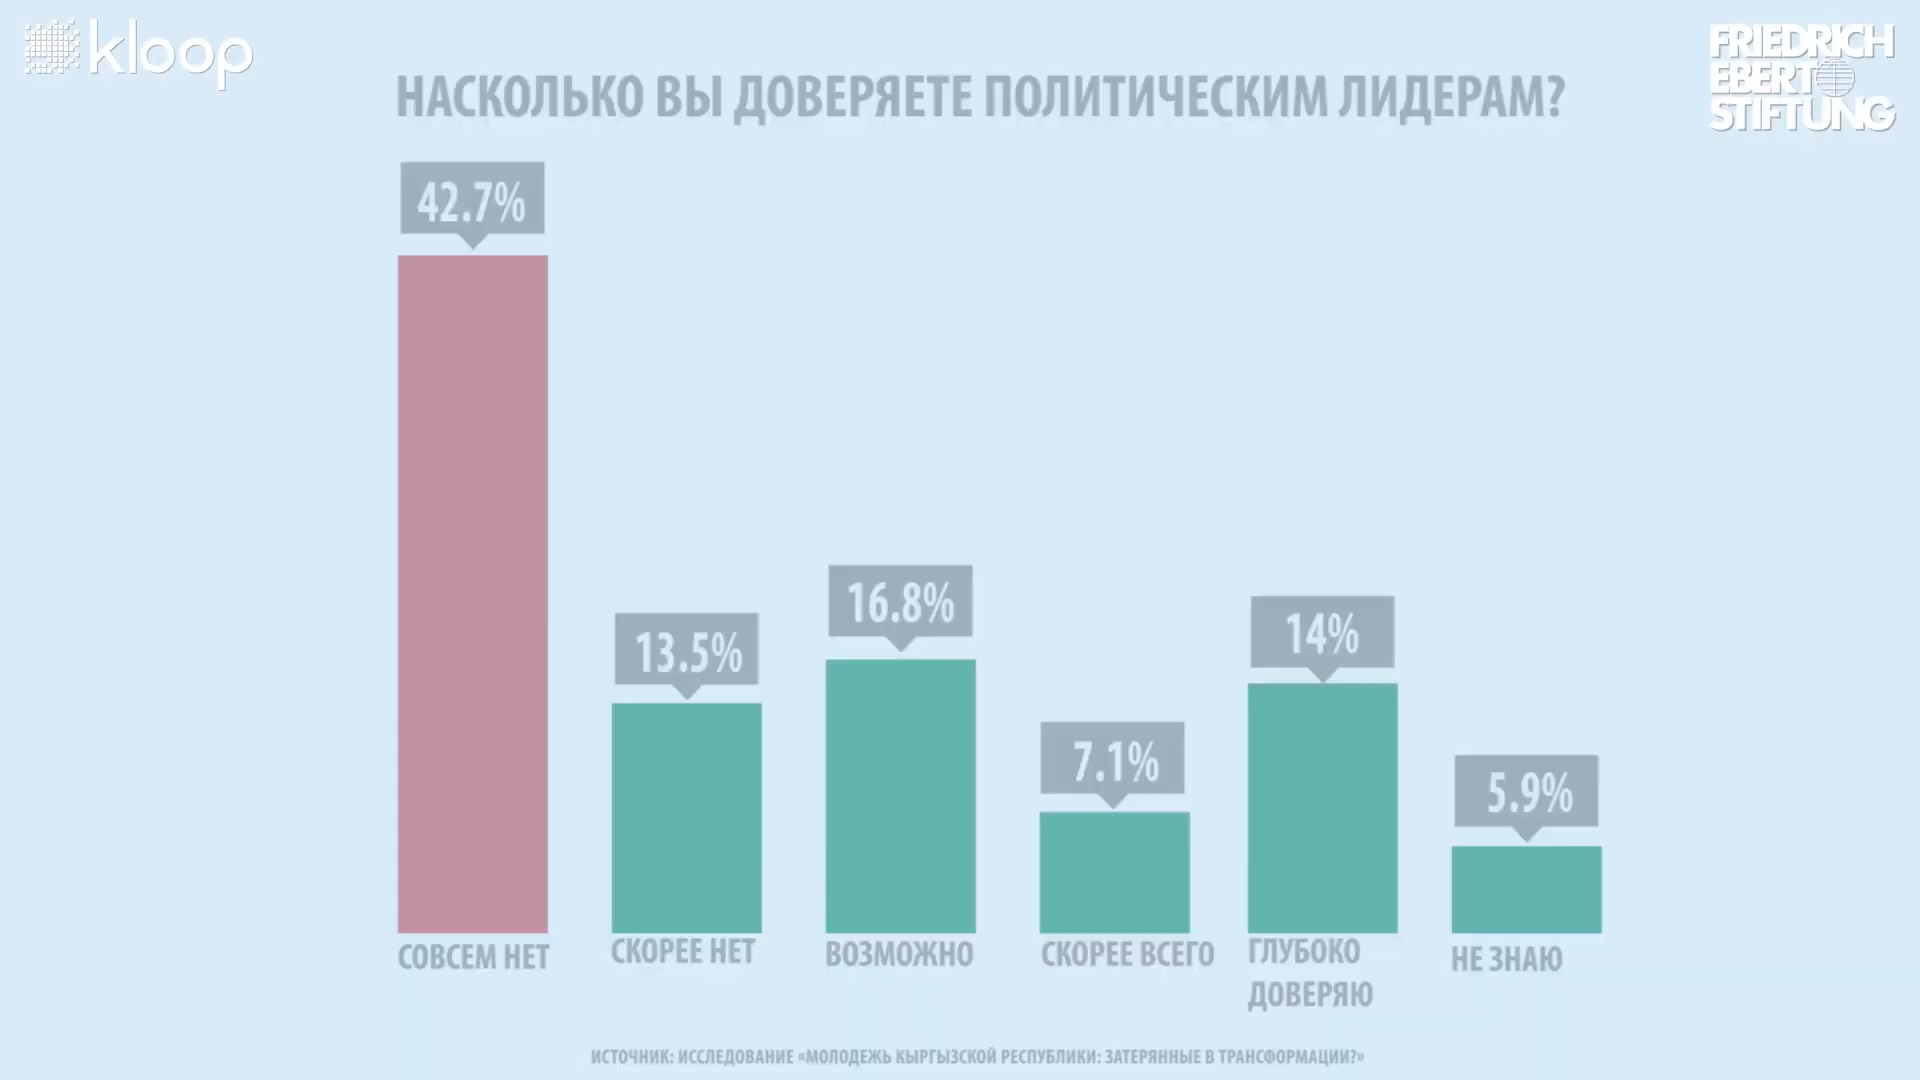 kloop
FRIEDRICH
EBERT
STIFTUNG
НАСКОЛЬКО ВЫ ДОВЕРЯЕТЕ ПОЛИТИЧЕСКИМ ЛИДЕРАМ?
42.7%
13.5%
16.8%
7.1%
14%
5.9%
СОВСЕМ НЕТ
СКОРЕЕ НЕТ
ВОЗМОЖНО
СКОРЕЕ ВСЕГО
ГЛУБОКО
ДОВЕРЯЮ
НЕ ЗНАЮ
ИСТОЧНИК: ИССЛЕДОВАНИЕ «МОЛОДЕЖЬ КЫРГЫЗСКОЙ РЕСПУБЛИКИ: ЗАТЕРЯННЫЕ В ТРАНСФОРМАЦИИ?»